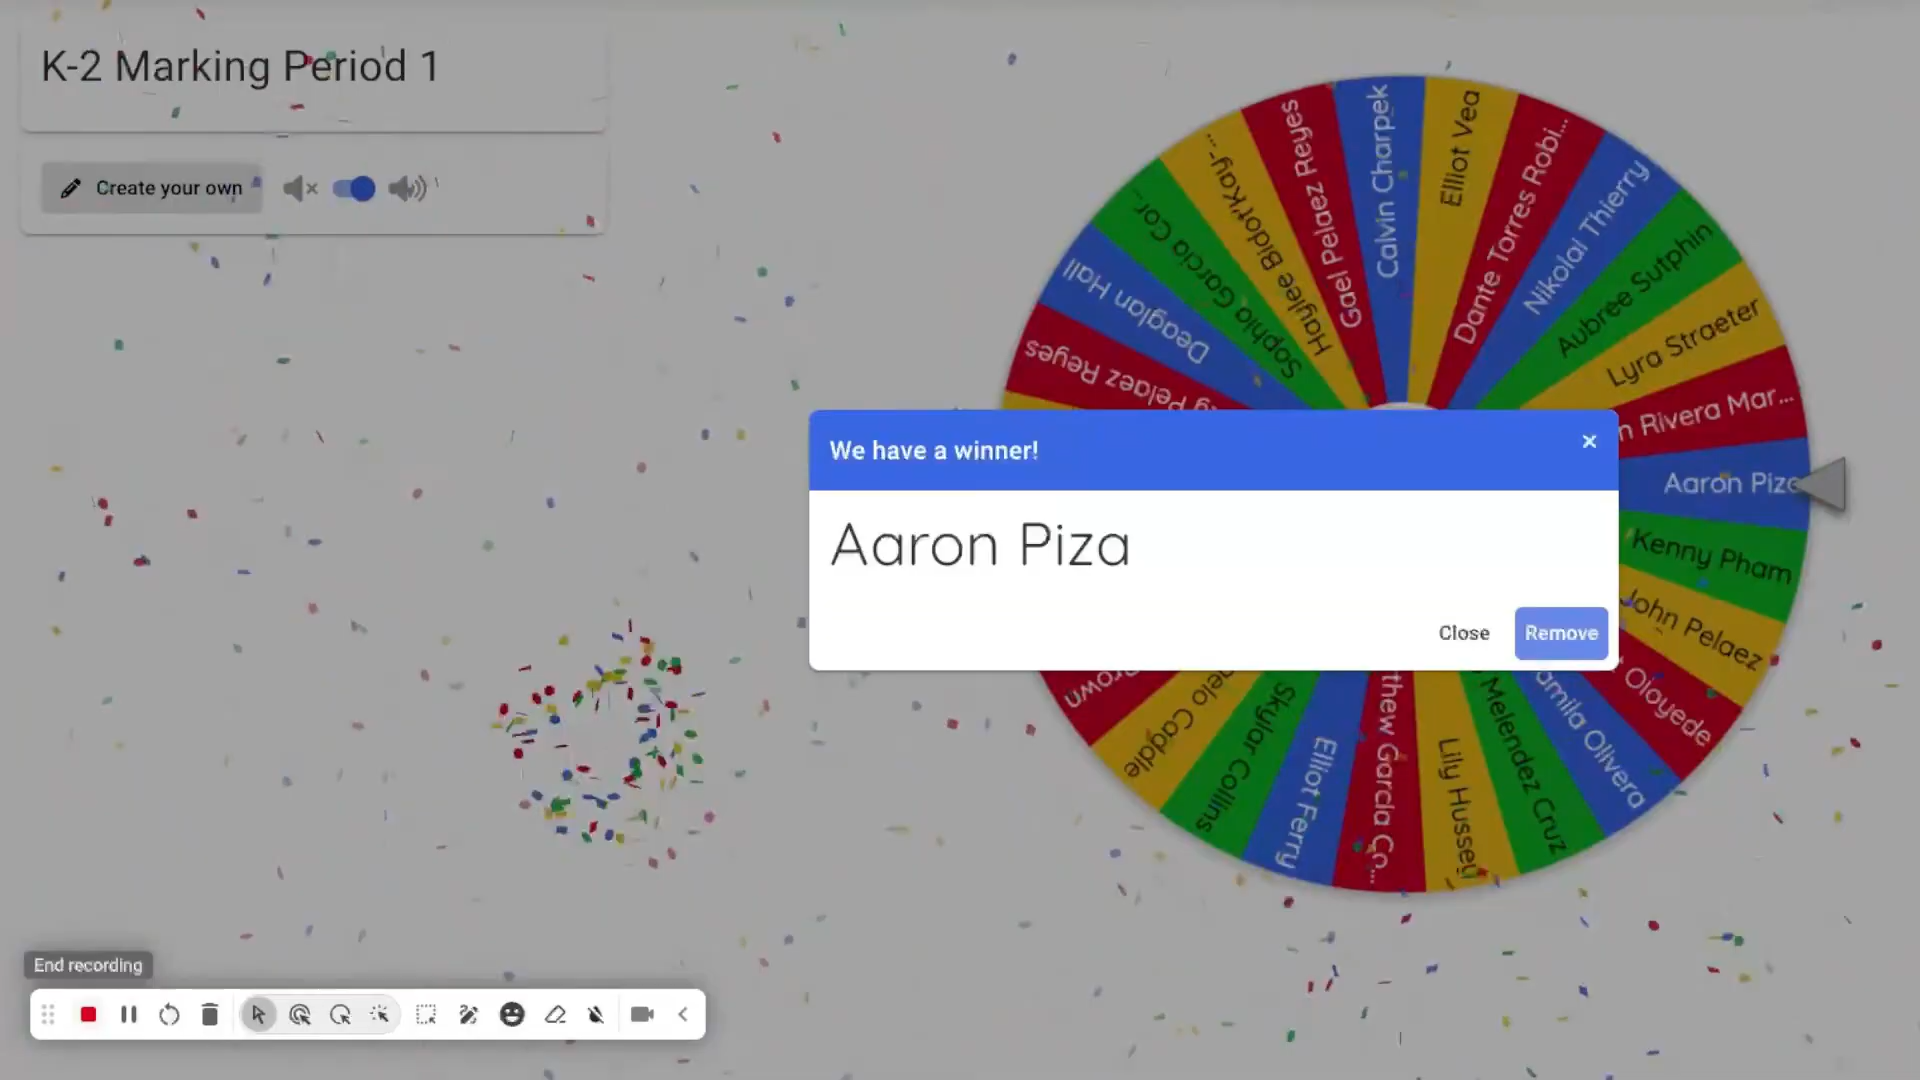 K-2 Marking Period 1
Create your own
Gael Pelaez Reyes
Calvin Charpek
Elliot Vea
Dante Torres Robi...
Nikolai Thierry
Aubree Sutphin
Lyra Straeter
Rivera Mar...
Aaron Piza
Kenny Pham
John Pelaez
Oloyede
Olivera
Melendez Cruz
Lily Hussey
Garcia Co...
Elliot Ferry
Skylar Collins
Caddle
Pelaez Reyes
Deaglan Hall
Sophia Garcia Cor...
Haylee Bidot'Kay-...
We have a winner!
Aaron Piza
Close
Remove
End recording